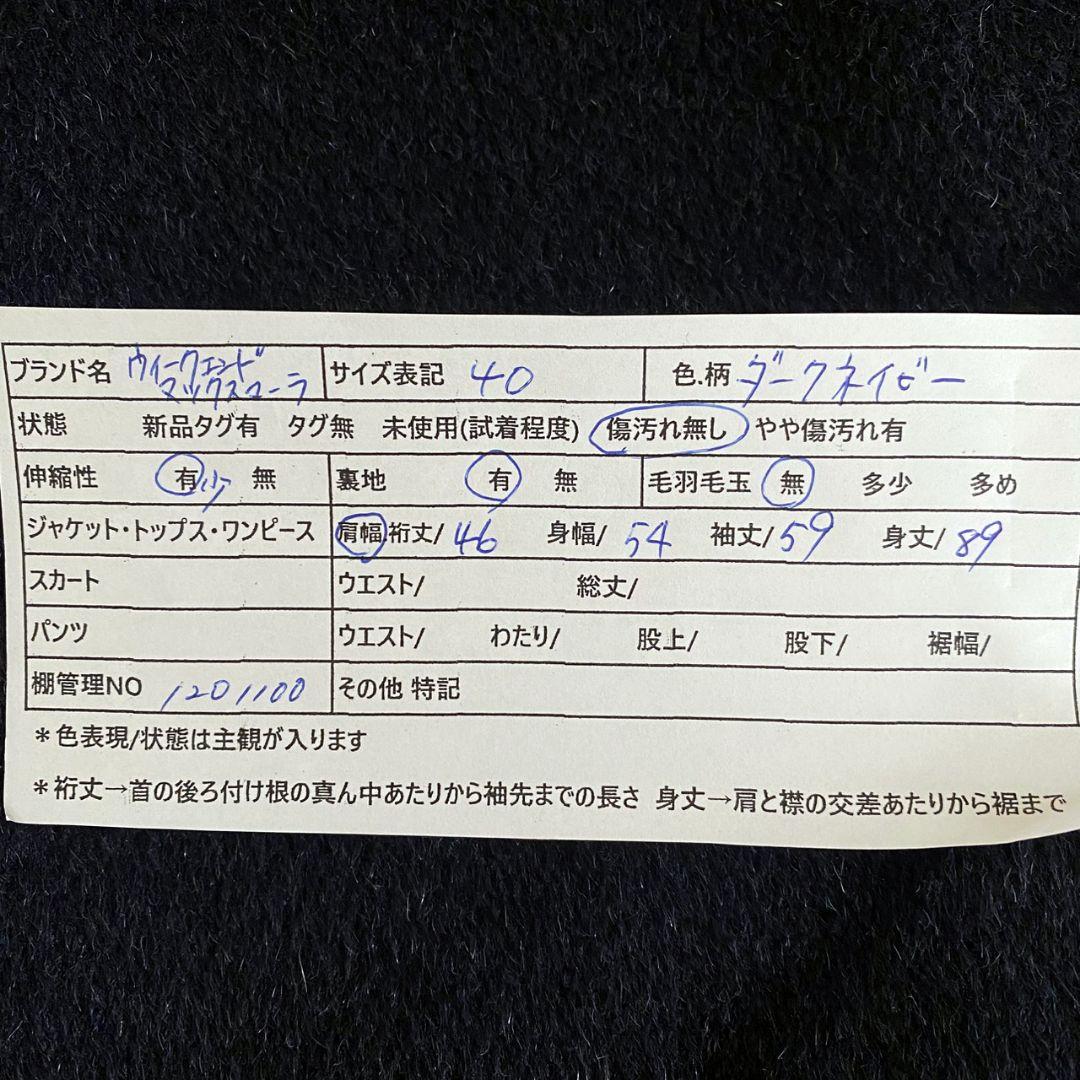 ブランド名 ウィークエンド マックスマーラ サイズ表記 40 色.柄 ダークネイビー
状態 新品タグ有 タグ無 未使用(試着程度) 傷汚れ無し やや傷汚れ有
伸縮性 有 少 無 裏地 有 無 毛羽毛玉 無 多少 多め
ジャケット・トップス・ワンピース 肩幅.裄丈/ 46 身幅/ 54 袖丈/ 59 身丈/ 89
スカート ウエスト/ 総丈/
パンツ ウエスト/ わたり/ 股上/ 股下/ 裾幅/
棚管理NO 1201100 その他 特記
＊色表現/状態は主観が入ります
＊裄丈→首の後ろ付け根の真ん中あたりから袖先までの長さ 身丈→肩と襟の交差あたりから裾まで